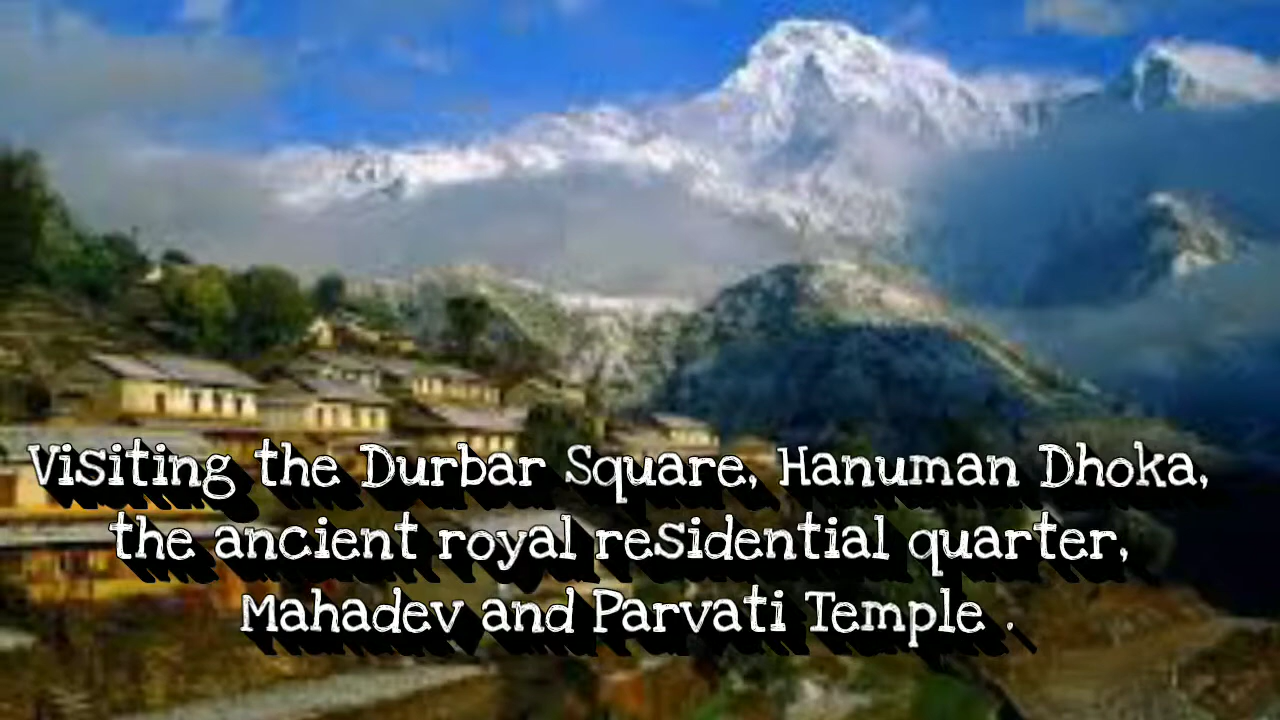 Visiting the Durbar Square, Hanuman Dhoka,
the ancient royal residential quarter,
Mahadev and Parvati Temple .